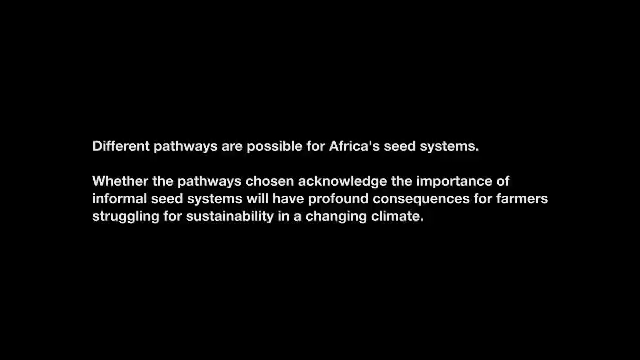 Different pathways are possible for Africa's seed systems.
Whether the pathways chosen acknowledge the importance of
informal seed systems will have profound consequences for farmers
struggling for sustainability in a changing climate.